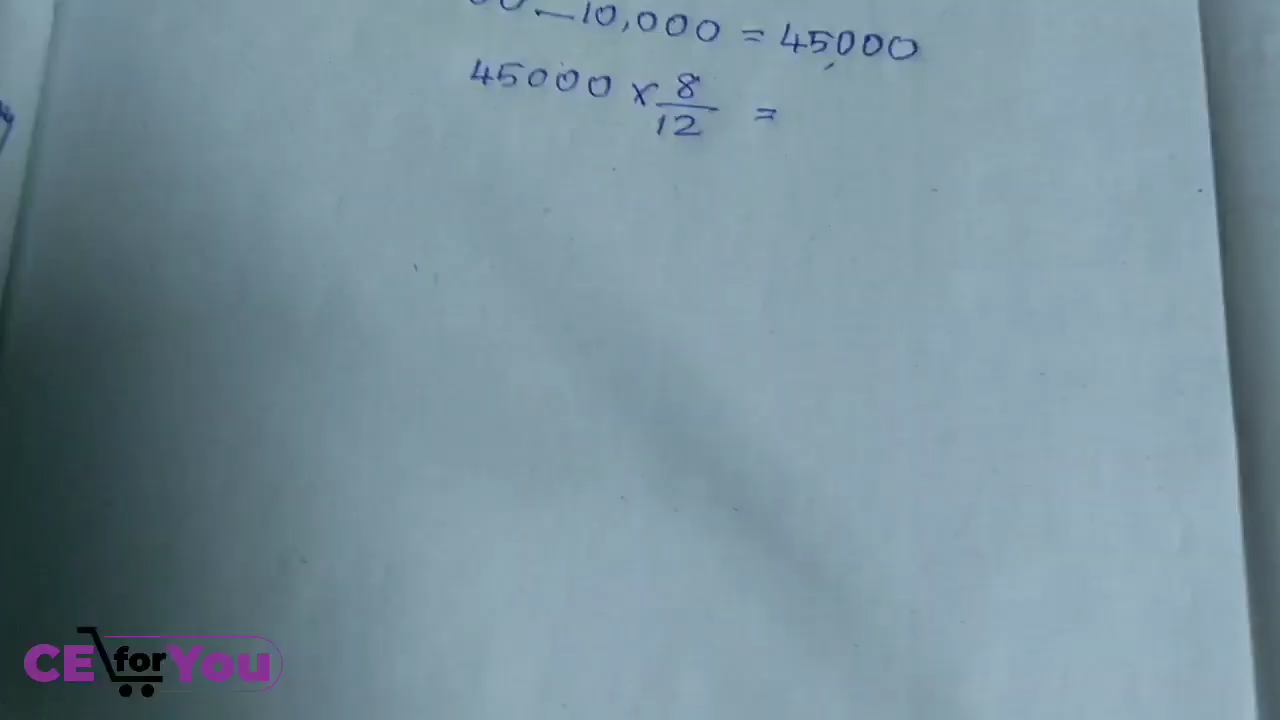 — 10,000 = 45000
45000 × 8/12 =
CE for You